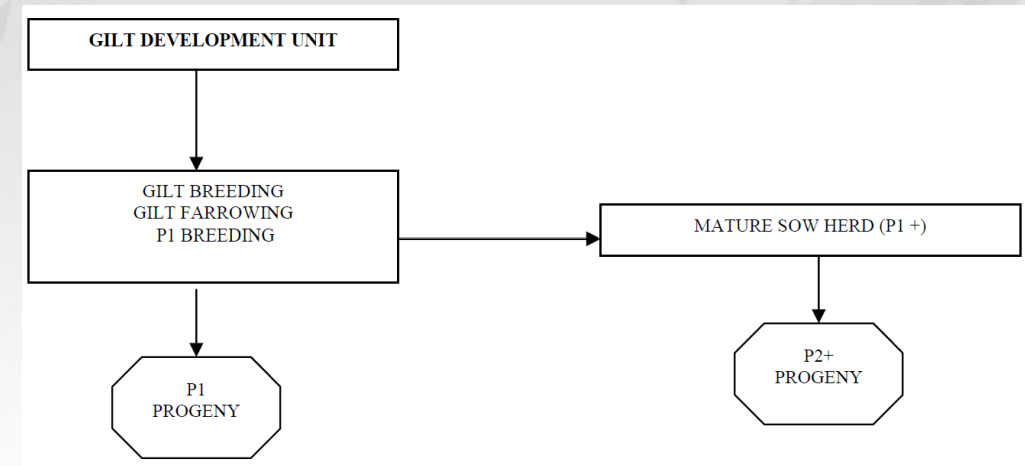 GILT DEVELOPMENT UNIT
GILT BREEDING
GILT FARROWING
P1 BREEDING
MATURE SOW HERD (P1 +)
P1
PROGENY
P2+
PROGENY